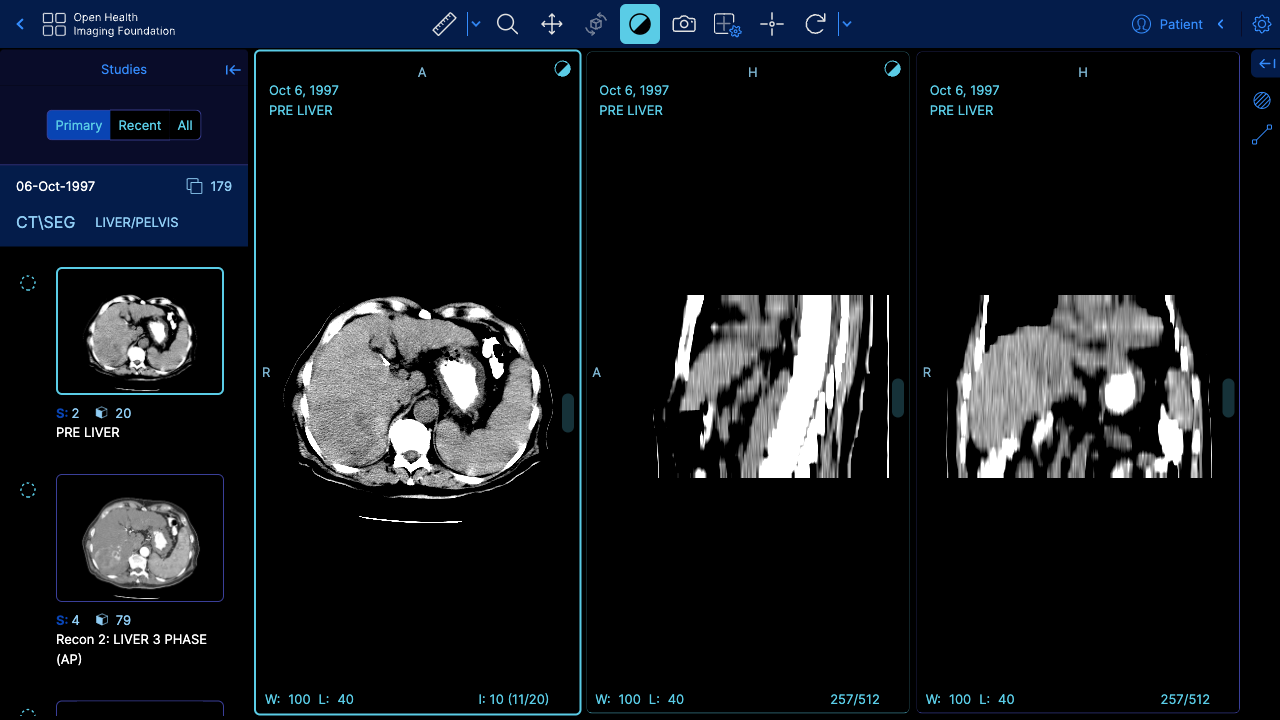 Open Health
Imaging Foundation
Patient
Studies
Primary Recent All
06-Oct-1997 179
CT\SEG LIVER/PELVIS
S: 2 20
PRE LIVER
S: 4 79
Recon 2: LIVER 3 PHASE
(AP)
A
Oct 6, 1997
PRE LIVER
R
W: 100 L: 40 I: 10 (11/20)
H
Oct 6, 1997
PRE LIVER
A
W: 100 L: 40 257/512
H
Oct 6, 1997
PRE LIVER
R
W: 100 L: 40 257/512